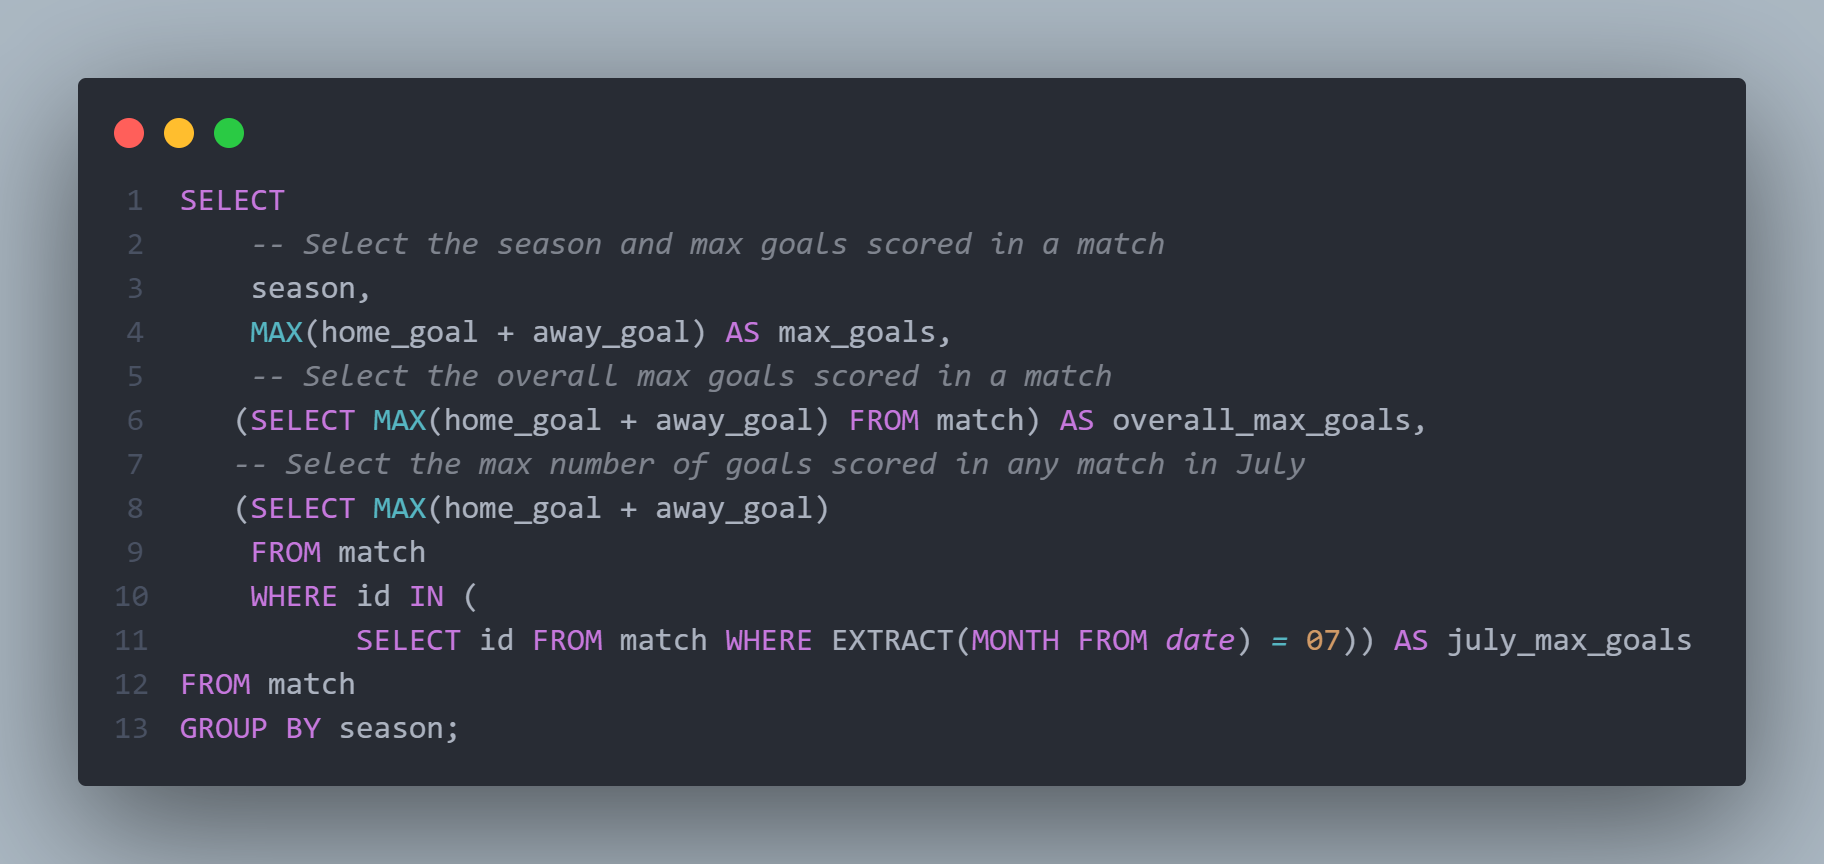 1 SELECT
2 -- Select the season and max goals scored in a match
3 season,
4 MAX(home_goal + away_goal) AS max_goals,
5 -- Select the overall max goals scored in a match
6 (SELECT MAX(home_goal + away_goal) FROM match) AS overall_max_goals,
7 -- Select the max number of goals scored in any match in July
8 (SELECT MAX(home_goal + away_goal)
9 FROM match
10 WHERE id IN (
11 SELECT id FROM match WHERE EXTRACT(MONTH FROM date) = 07)) AS july_max_goals
12 FROM match
13 GROUP BY season;